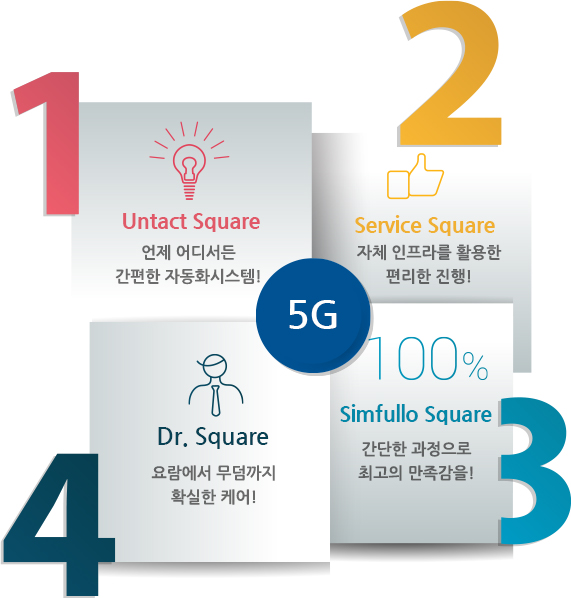 1
Untact Square
언제 어디서든
간편한 자동화시스템!
2
Service Square
자체 인프라를 활용한
편리한 진행!
5G
100%
Simfullo Square
간단한 과정으로
최고의 만족감을!
3
Dr. Square
요람에서 무덤까지
확실한 케어!
4